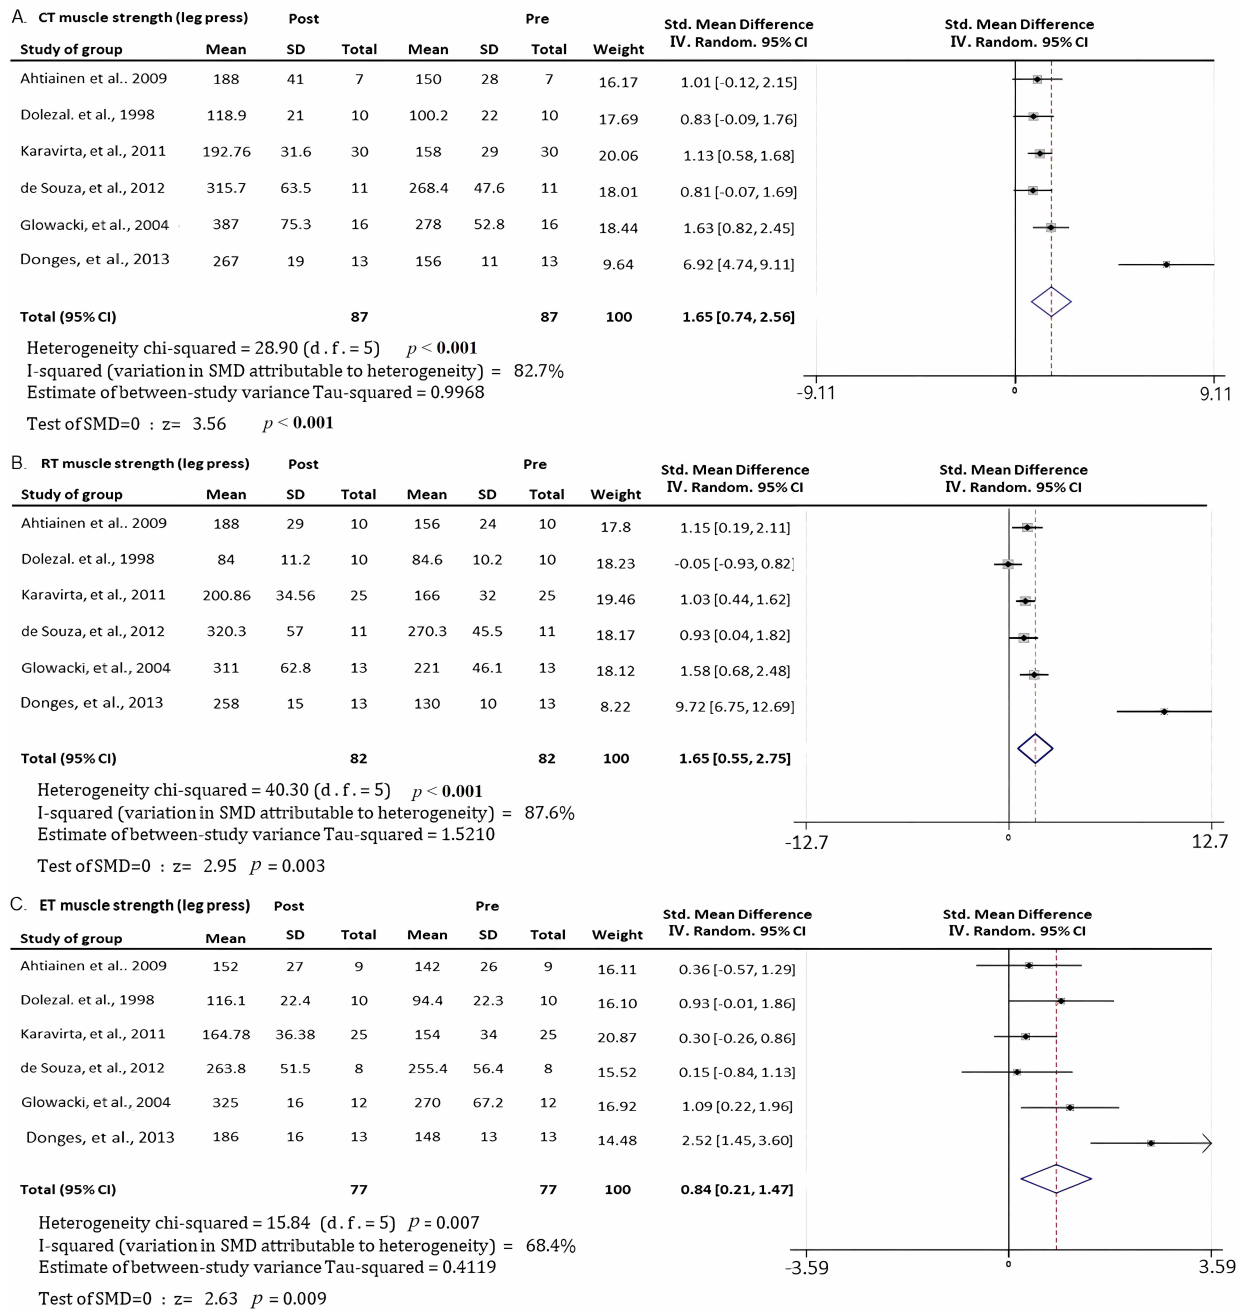 A. CT muscle strength (leg press) Post Pre Std. Mean Difference Std. Mean Difference
Study of group Mean SD Total Mean SD Total Weight IV. Random. 95% CI IV. Random. 95% CI
Ahtiainen et al.. 2009 188 41 7 150 28 7 16.17 1.01 [-0.12, 2.15]
Dolezal. et al., 1998 118.9 21 10 100.2 22 10 17.69 0.83 [-0.09, 1.76]
Karavirta, et al., 2011 192.76 31.6 30 158 29 30 20.06 1.13 [0.58, 1.68]
de Souza, et al., 2012 315.7 63.5 11 268.4 47.6 11 18.01 0.81 [-0.07, 1.69]
Glowacki, et al., 2004 387 75.3 16 278 52.8 16 18.44 1.63 [0.82, 2.45]
Donges, et al., 2013 267 19 13 156 11 13 9.64 6.92 [4.74, 9.11]
Total (95% CI) 87 87 100 1.65 [0.74, 2.56]
Heterogeneity chi-squared = 28.90 (d.f. = 5) p < 0.001
I-squared (variation in SMD attributable to heterogeneity) = 82.7%
Estimate of between-study variance Tau-squared = 0.9968
-9.11 0 9.11
Test of SMD=0 : z= 3.56 p < 0.001
B. RT muscle strength (leg press) Post Pre Std. Mean Difference Std. Mean Difference
Study of group Mean SD Total Mean SD Total Weight IV. Random. 95% CI IV. Random. 95% CI
Ahtiainen et al.. 2009 188 29 10 156 24 10 17.8 1.15 [0.19, 2.11]
Dolezal. et al., 1998 84 11.2 10 84.6 10.2 10 18.23 -0.05 [-0.93, 0.82]
Karavirta, et al., 2011 200.86 34.56 25 166 32 25 19.46 1.03 [0.44, 1.62]
de Souza, et al., 2012 320.3 57 11 270.3 45.5 11 18.17 0.93 [0.04, 1.82]
Glowacki, et al., 2004 311 62.8 13 221 46.1 13 18.12 1.58 [0.68, 2.48]
Donges, et al., 2013 258 15 13 130 10 13 8.22 9.72 [6.75, 12.69]
Total (95% CI) 82 82 100 1.65 [0.55, 2.75]
Heterogeneity chi-squared = 40.30 (d.f. = 5) p < 0.001
I-squared (variation in SMD attributable to heterogeneity) = 87.6%
Estimate of between-study variance Tau-squared = 1.5210
-12.7 0 12.7
Test of SMD=0 : z= 2.95 p = 0.003
C. ET muscle strength (leg press) Post Pre Std. Mean Difference Std. Mean Difference
Study of group Mean SD Total Mean SD Total Weight IV. Random. 95% CI IV. Random. 95% CI
Ahtiainen et al.. 2009 152 27 9 142 26 9 16.11 0.36 [-0.57, 1.29]
Dolezal. et al., 1998 116.1 22.4 10 94.4 22.3 10 16.10 0.93 [-0.01, 1.86]
Karavirta, et al., 2011 164.78 36.38 25 154 34 25 20.87 0.30 [-0.26, 0.86]
de Souza, et al., 2012 263.8 51.5 8 255.4 56.4 8 15.52 0.15 [-0.84, 1.13]
Glowacki, et al., 2004 325 16 12 270 67.2 12 16.92 1.09 [0.22, 1.96]
Donges, et al., 2013 186 16 13 148 13 13 14.48 2.52 [1.45, 3.60]
Total (95% CI) 77 77 100 0.84 [0.21, 1.47]
Heterogeneity chi-squared = 15.84 (d.f. = 5) p = 0.007
I-squared (variation in SMD attributable to heterogeneity) = 68.4%
Estimate of between-study variance Tau-squared = 0.4119
-3.59 0 3.59
Test of SMD=0 : z= 2.63 p = 0.009